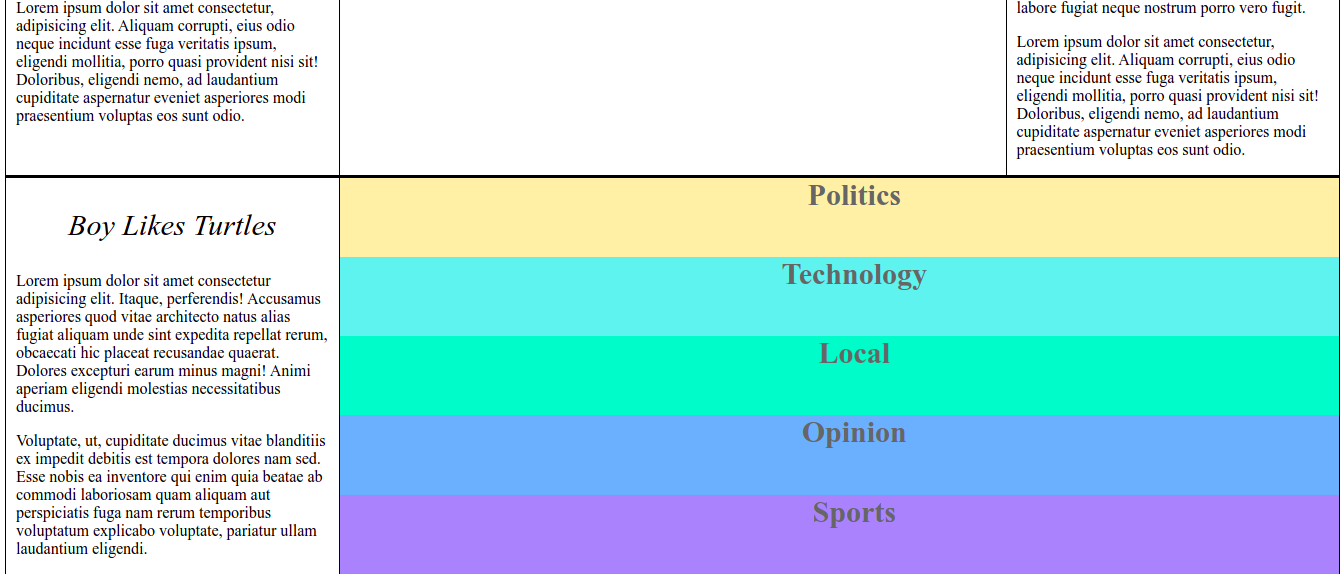 Lorem ipsum dolor sit amet consectetur,
adipisicing elit. Aliquam corrupti, eius odio
neque incidunt esse fuga veritatis ipsum,
eligendi mollitia, porro quasi provident nisi sit!
Doloribus, eligendi nemo, ad laudantium
cupiditate aspernatur eveniet asperiores modi
praesentium voluptas eos sunt odio.
labore fugiat neque nostrum porro vero fugit.
Lorem ipsum dolor sit amet consectetur,
adipisicing elit. Aliquam corrupti, eius odio
neque incidunt esse fuga veritatis ipsum,
eligendi mollitia, porro quasi provident nisi sit!
Doloribus, eligendi nemo, ad laudantium
cupiditate aspernatur eveniet asperiores modi
praesentium voluptas eos sunt odio.
Boy Likes Turtles
Lorem ipsum dolor sit amet consectetur
adipisicing elit. Itaque, perferendis! Accusamus
asperiores quod vitae architecto natus alias
fugiat aliquam unde sint expedita repellat rerum,
obcaecati hic placeat recusandae quaerat.
Dolores excepturi earum minus magni! Animi
aperiam eligendi molestias necessitatibus
ducimus.
Voluptate, ut, cupiditate ducimus vitae blanditiis
ex impedit debitis est tempora dolores nam sed.
Esse nobis ea inventore qui enim quia beatae ab
commodi laboriosam quam aliquam aut
perspiciatis fuga nam rerum temporibus
voluptatum explicabo voluptate, pariatur ullam
laudantium eligendi.
Politics
Technology
Local
Opinion
Sports